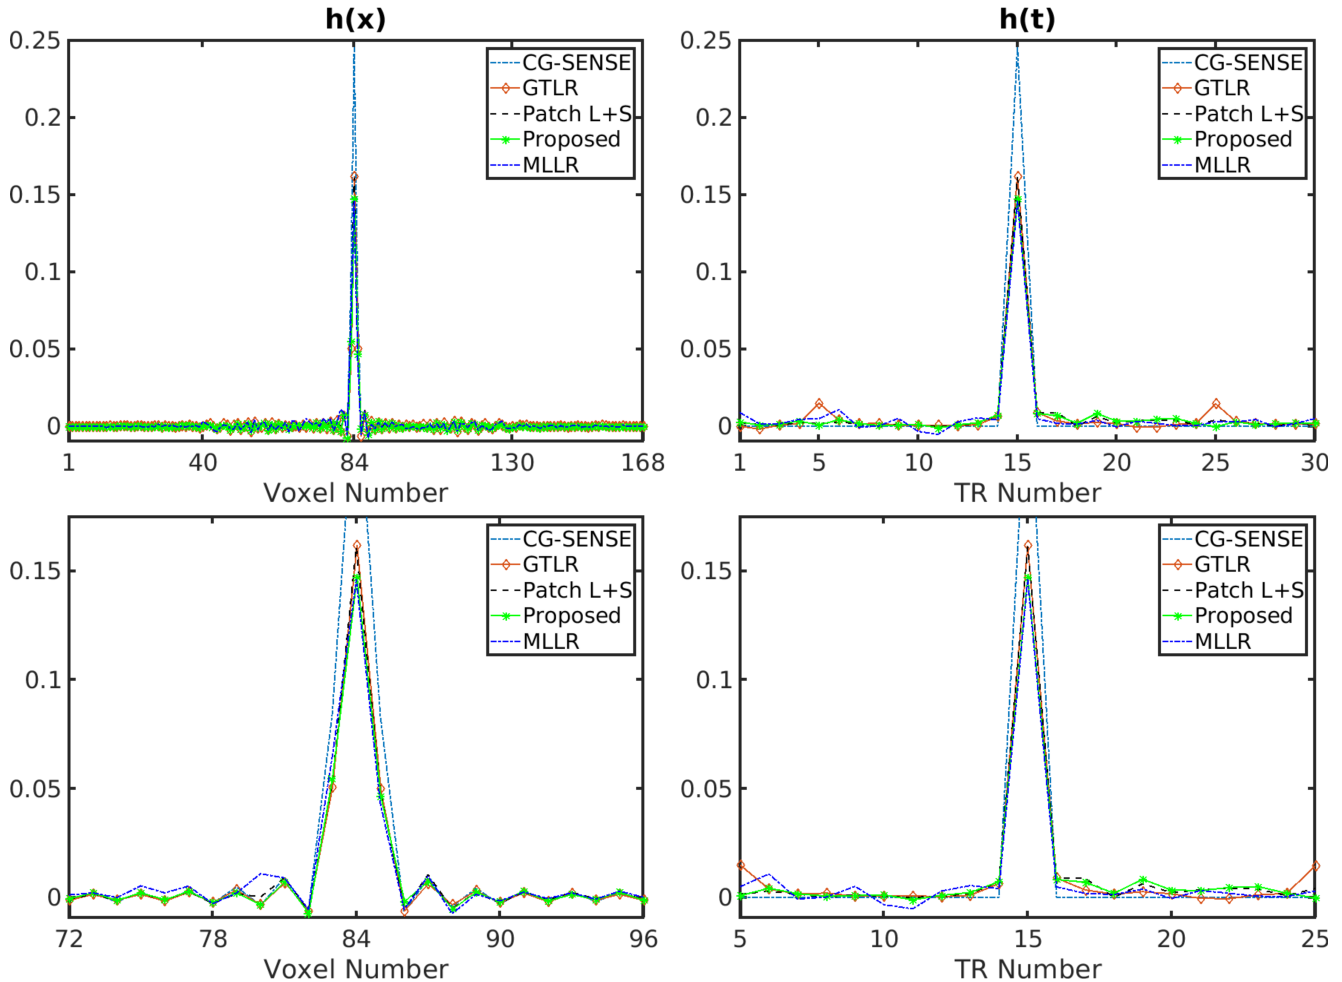 h(x)
0.25
0.2
0.15
0.1
0.05
0
1 40 84 130 168
Voxel Number
CG-SENSE
GTLR
Patch L+S
Proposed
MLLR
h(t)
0.25
0.2
0.15
0.1
0.05
0
1 5 10 15 20 25 30
TR Number
CG-SENSE
GTLR
Patch L+S
Proposed
MLLR
0.15
0.1
0.05
0
72 78 84 90 96
Voxel Number
CG-SENSE
GTLR
Patch L+S
Proposed
MLLR
0.15
0.1
0.05
0
5 10 15 20 25
TR Number
CG-SENSE
GTLR
Patch L+S
Proposed
MLLR